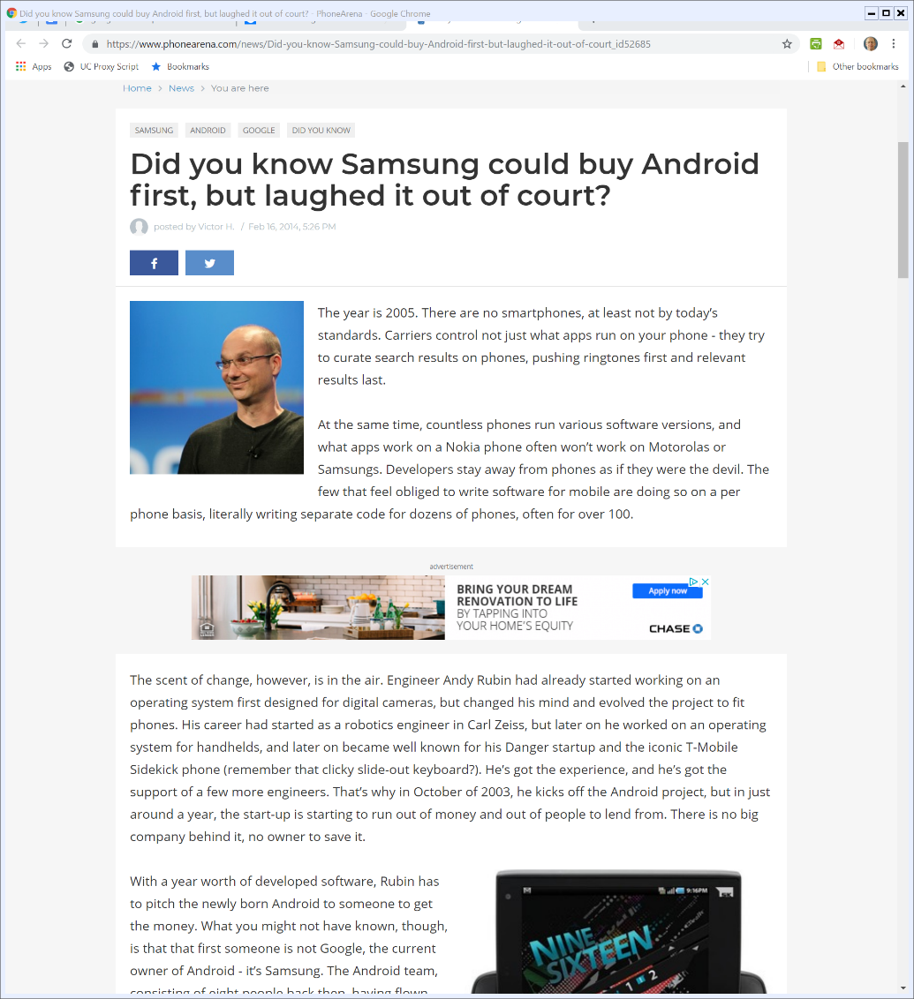 Did you know Samsung could buy Android first, but laughed it out of court? - PhoneArena - Google Chrome
https://www.phonearena.com/news/Did-you-know-Samsung-could-buy-Android-first-but-laughed-it-out-of-court_id52685
Apps UC Proxy Script Bookmarks Other bookmarks
Home > News > You are here
SAMSUNG ANDROID GOOGLE DID YOU KNOW
Did you know Samsung could buy Android
first, but laughed it out of court?
posted by Victor H. / Feb 16, 2014, 5:26 PM
The year is 2005. There are no smartphones, at least not by today’s
standards. Carriers control not just what apps run on your phone - they try
to curate search results on phones, pushing ringtones first and relevant
results last.
At the same time, countless phones run various software versions, and
what apps work on a Nokia phone often won’t work on Motorolas or
Samsungs. Developers stay away from phones as if they were the devil. The
few that feel obliged to write software for mobile are doing so on a per
phone basis, literally writing separate code for dozens of phones, often for over 100.
advertisement
BRING YOUR DREAM
RENOVATION TO LIFE
BY TAPPING INTO
YOUR HOME'S EQUITY
Apply now
CHASE
The scent of change, however, is in the air. Engineer Andy Rubin had already started working on an
operating system first designed for digital cameras, but changed his mind and evolved the project to fit
phones. His career had started as a robotics engineer in Carl Zeiss, but later on he worked on an operating
system for handhelds, and later on became well known for his Danger startup and the iconic T-Mobile
Sidekick phone (remember that clicky slide-out keyboard?). He’s got the experience, and he’s got the
support of a few more engineers. That’s why in October of 2003, he kicks off the Android project, but in just
around a year, the start-up is starting to run out of money and out of people to lend from. There is no big
company behind it, no owner to save it.
With a year worth of developed software, Rubin has
to pitch the newly born Android to someone to get
the money. What you might not have known, though,
is that that first someone is not Google, the current
owner of Android - it’s Samsung. The Android team,
consisting of eight people back then, having flown
9:16PM
SK
NINE
SIXTEEN
1 2